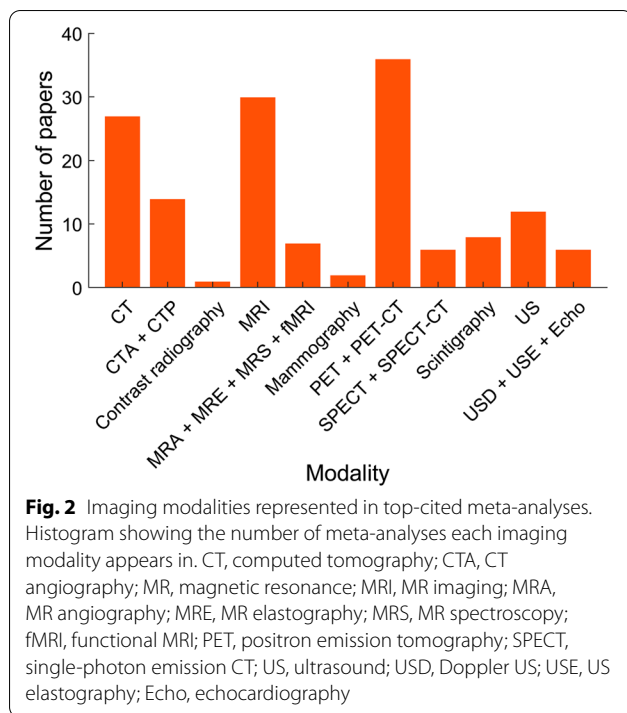 40
30
20
10
0
Number of papers
CT
CTA + CTP
Contrast radiography
MRI
MRA + MRE + MRS + fMRI
Mammography
PET + PET-CT
SPECT + SPECT-CT
Scintigraphy
US
USD + USE + Echo
Modality
Fig. 2 Imaging modalities represented in top-cited meta-analyses.
Histogram showing the number of meta-analyses each imaging
modality appears in. CT, computed tomography; CTA, CT
angiography; MR, magnetic resonance; MRI, MR imaging; MRA,
MR angiography; MRE, MR elastography; MRS, MR spectroscopy;
fMRI, functional MRI; PET, positron emission tomography; SPECT,
single-photon emission CT; US, ultrasound; USD, Doppler US; USE, US
elastography; Echo, echocardiography